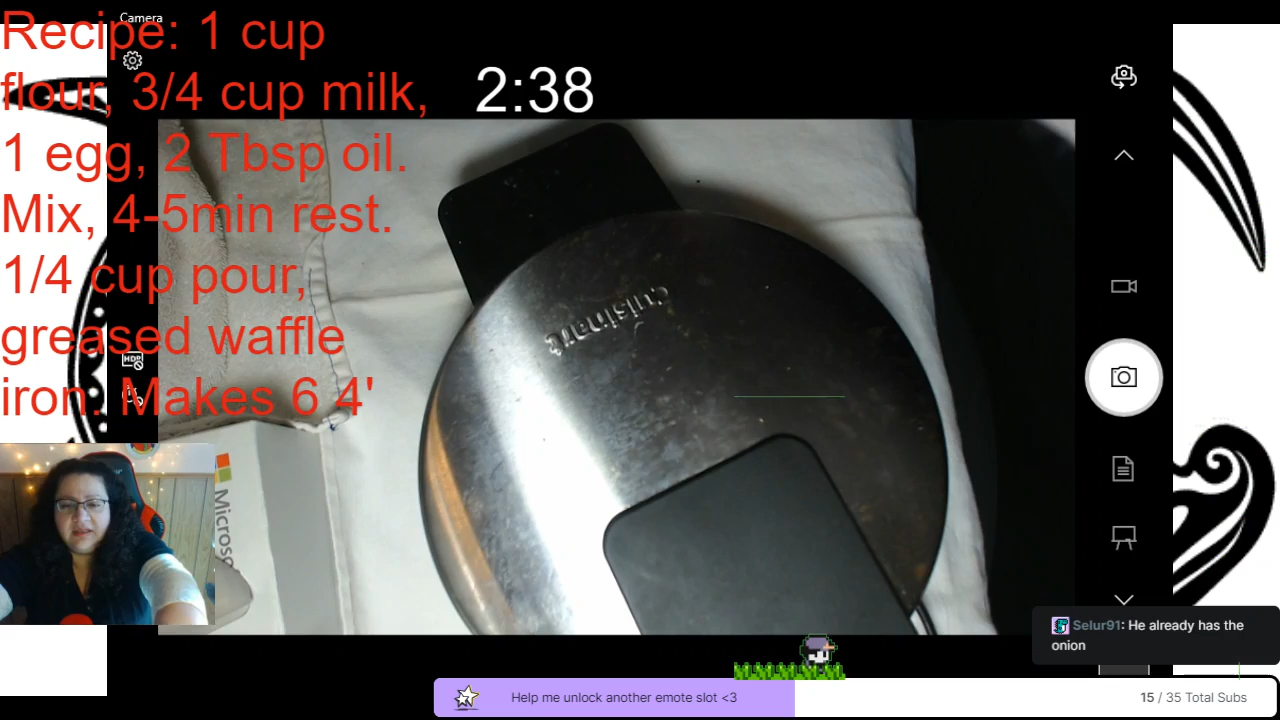 Camera
Recipe: 1 cup
flour, 3/4 cup milk,
1 egg, 2 Tbsp oil.
Mix, 4-5min rest.
1/4 cup pour,
greased waffle
iron. Makes 6 4'
2:38
Cuisinart
HDR
Microso
Selur91: He already has the
onion
Help me unlock another emote slot <3
15 / 35 Total Subs